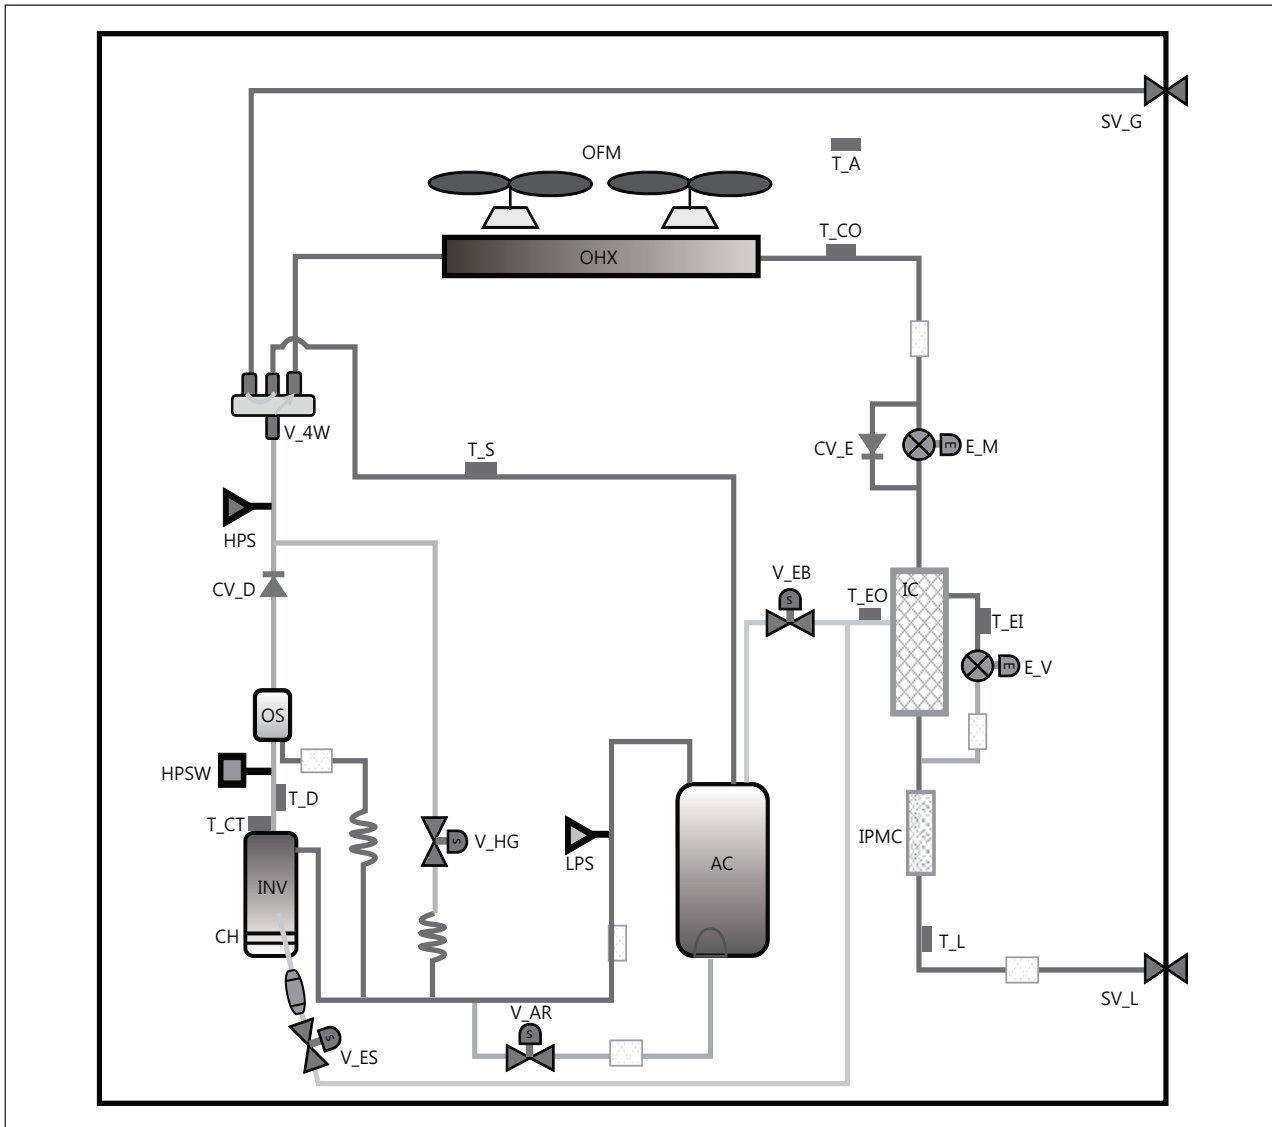 SV_G
OFM
T_A
T_CO
OHX
V_4W
T_S
CV_E
E
E_M
HPS
CV_D
V_EB
S
T_EO
IC
T_EI
E
E_V
OS
HPSW
T_D
T_CT
S
V_HG
LPS
AC
IPMC
INV
CH
T_L
SV_L
V_AR
S
S
V_ES